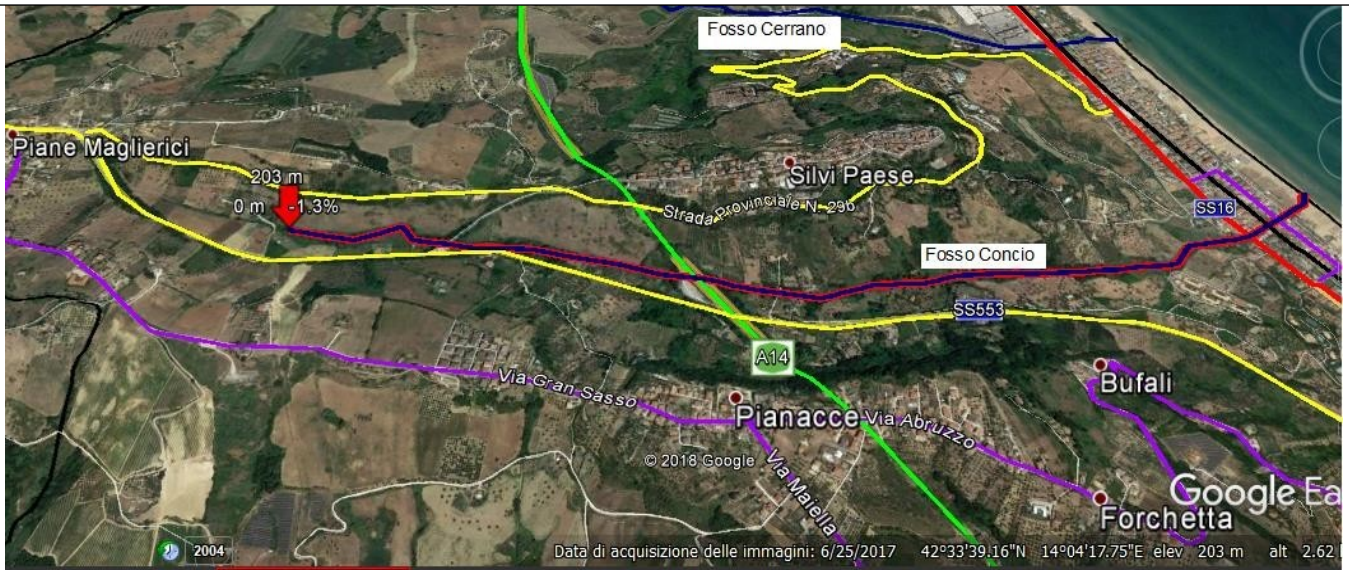 Fosso Cerrano
Piane Maglierici
203 m
0 m -1.3%
Silvi Paese
Strada Provinciale N. 29b
SS16
Fosso Concio
SS553
A14
Bufali
Via Gran Sasso
Pianacce
Via Abruzzo
© 2018 Google
Via Maiella
Google Ea
Forchetta
2004
Data di acquisizione delle immagini: 6/25/2017 42°33'39.16"N 14°04'17.75"E elev 203 m alt 2.62